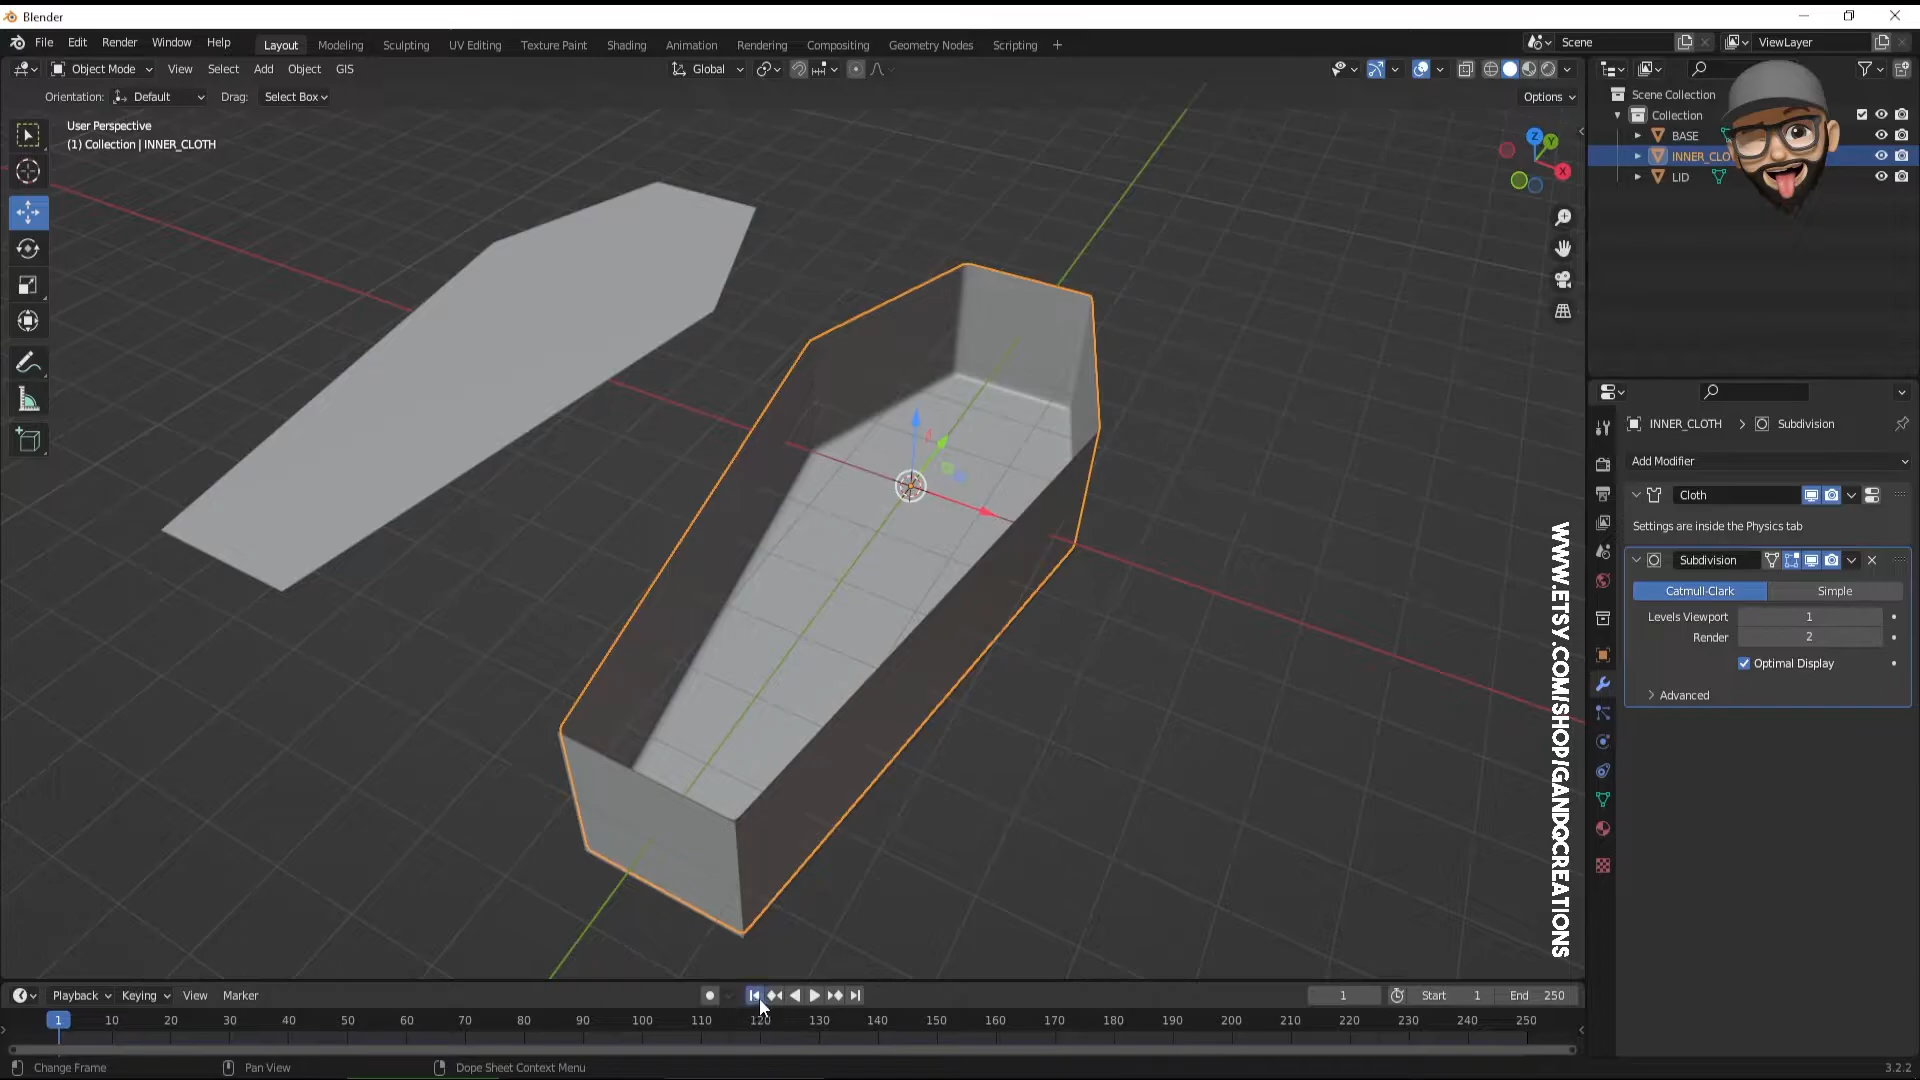 Blender
File Edit Render Window Help
Layout Modeling Sculpting UV Editing Texture Paint Shading Animation Rendering Compositing Geometry Nodes Scripting +
Scene
ViewLayer
Object Mode View Select Add Object GIS
Global
Orientation: Default Drag: Select Box
Options
User Perspective
(1) Collection | INNER_CLOTH
Z
Y
X
Scene Collection
Collection
BASE
INNER_CLO
LID
INNER_CLOTH > Subdivision
Add Modifier
Cloth
Settings are inside the Physics tab
Subdivision
Catmull-Clark Simple
Levels Viewport 1
Render 2
Optimal Display
Advanced
WWW.ETSY.COM/SHOP/GANDQCREATIONS
Playback Keying View Marker
1 Start 1 End 250
1 10 20 30 40 50 60 70 80 90 100 110 120 130 140 150 160 170 180 190 200 210 220 230 240 250
Change Frame Pan View Dope Sheet Context Menu
3.2.2